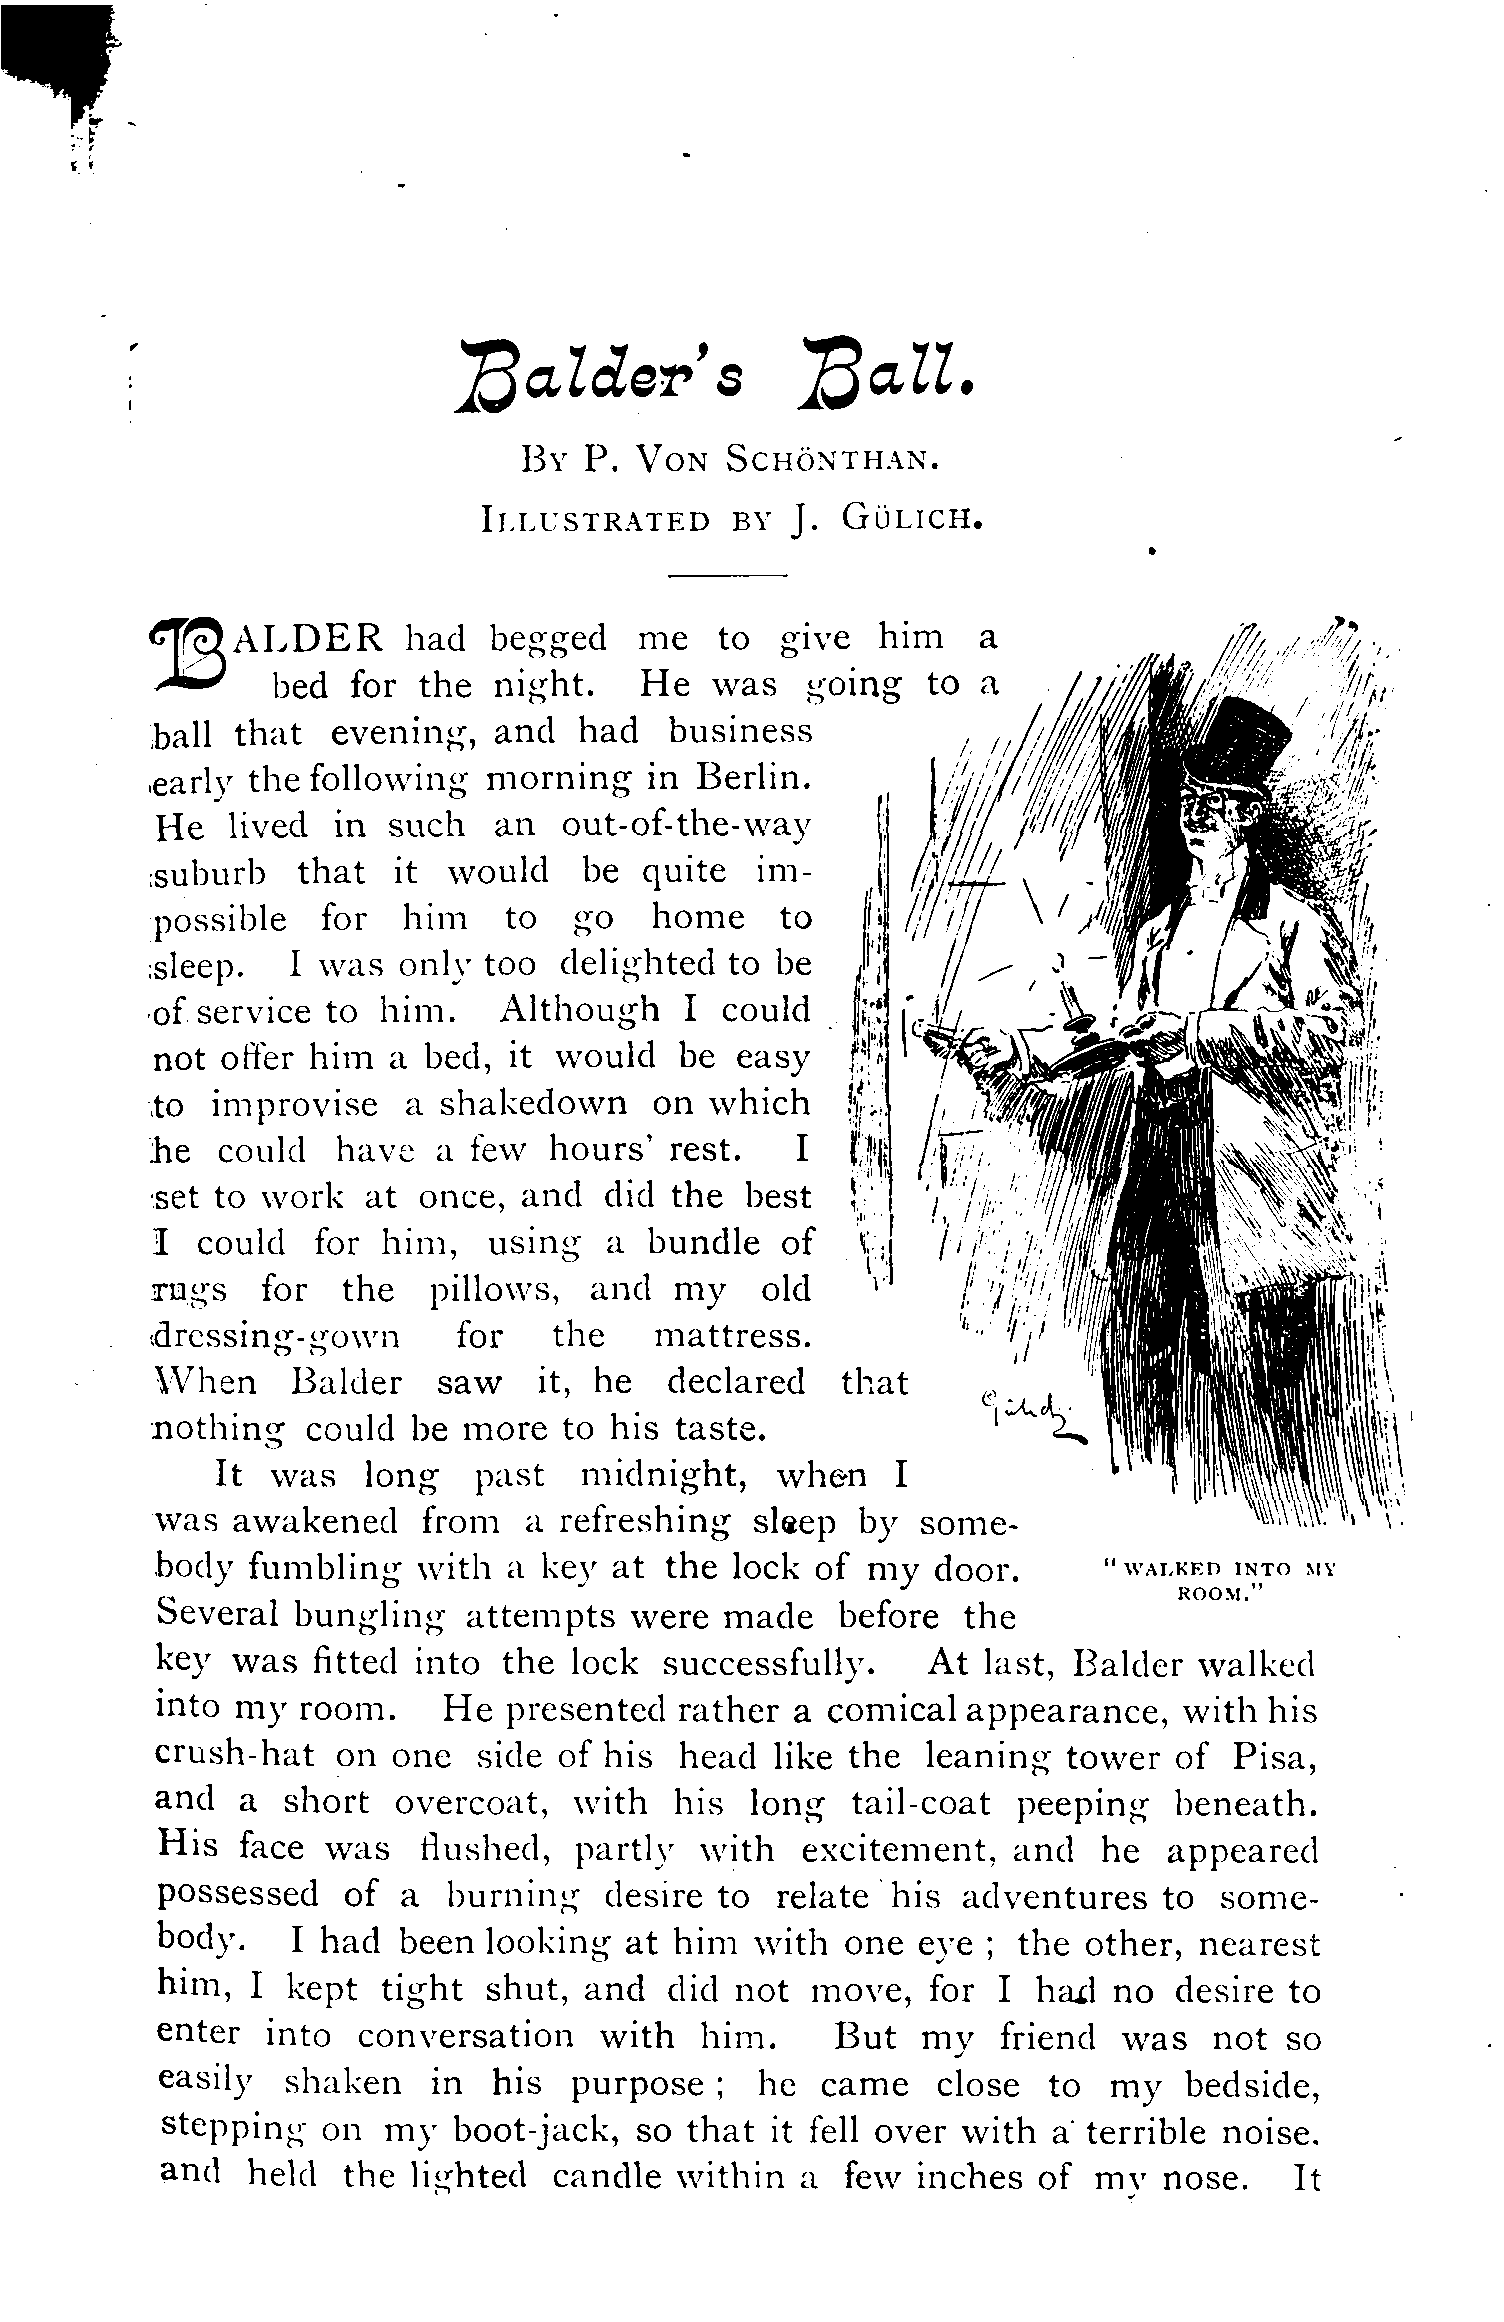 Balder's Ball.
BY P. VON SCHÖNTHAN.
ILLUSTRATED BY J. GÜLICH.
BALDER had begged me to give him a
bed for the night. He was going to a
ball that evening, and had business
early the following morning in Berlin.
He lived in such an out-of-the-way
suburb that it would be quite im-
possible for him to go home to
sleep. I was only too delighted to be
of service to him. Although I could
not offer him a bed, it would be easy
to improvise a shakedown on which
he could have a few hours' rest. I
set to work at once, and did the best
I could for him, using a bundle of
rugs for the pillows, and my old
dressing-gown for the mattress.
When Balder saw it, he declared that
nothing could be more to his taste.
It was long past midnight, when I
was awakened from a refreshing sleep by some-
body fumbling with a key at the lock of my door.
Several bungling attempts were made before the
key was fitted into the lock successfully. At last, Balder walked
into my room. He presented rather a comical appearance, with his
crush-hat on one side of his head like the leaning tower of Pisa,
and a short overcoat, with his long tail-coat peeping beneath.
His face was flushed, partly with excitement, and he appeared
possessed of a burning desire to relate his adventures to some-
body. I had been looking at him with one eye ; the other, nearest
him, I kept tight shut, and did not move, for I had no desire to
enter into conversation with him. But my friend was not so
easily shaken in his purpose ; he came close to my bedside,
stepping on my boot-jack, so that it fell over with a terrible noise,
and held the lighted candle within a few inches of my nose. It
Gülich
"WALKED INTO MY
ROOM."